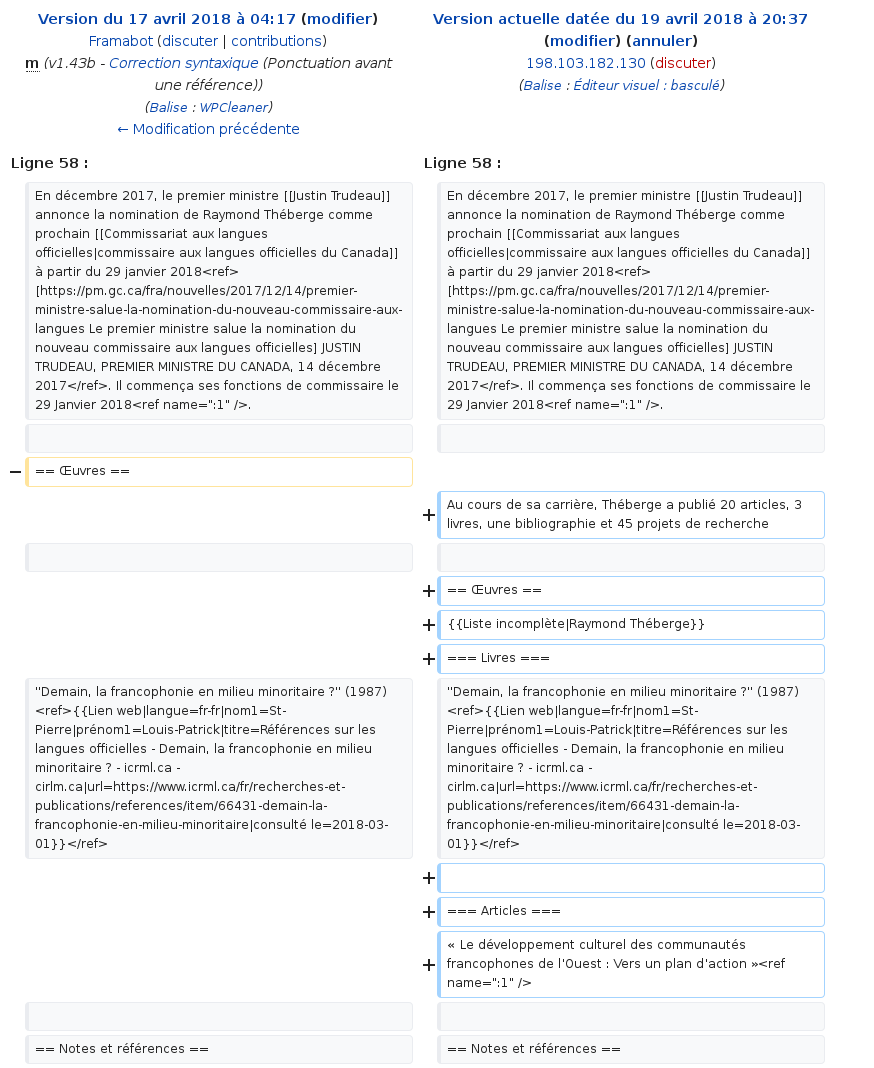 Version du 17 avril 2018 à 04:17 (modifier)
Framabot (discuter | contributions)
m (v1.43b - Correction syntaxique (Ponctuation avant
une référence))
(Balise : WPCleaner)
← Modification précédente
Version actuelle datée du 19 avril 2018 à 20:37
(modifier) (annuler)
198.103.182.130 (discuter)
(Balise : Éditeur visuel : basculé)
Ligne 58 :
Ligne 58 :
En décembre 2017, le premier ministre [[Justin Trudeau]]
annonce la nomination de Raymond Théberge comme
prochain [[Commissariat aux langues
officielles|commissaire aux langues officielles du Canada]]
à partir du 29 janvier 2018<ref>
[https://pm.gc.ca/fra/nouvelles/2017/12/14/premier-
ministre-salue-la-nomination-du-nouveau-commissaire-aux-
langues Le premier ministre salue la nomination du
nouveau commissaire aux langues officielles] JUSTIN
TRUDEAU, PREMIER MINISTRE DU CANADA, 14 décembre
2017</ref>. Il commença ses fonctions de commissaire le
29 Janvier 2018<ref name=":1" />.
En décembre 2017, le premier ministre [[Justin Trudeau]]
annonce la nomination de Raymond Théberge comme
prochain [[Commissariat aux langues
officielles|commissaire aux langues officielles du Canada]]
à partir du 29 janvier 2018<ref>
[https://pm.gc.ca/fra/nouvelles/2017/12/14/premier-
ministre-salue-la-nomination-du-nouveau-commissaire-aux-
langues Le premier ministre salue la nomination du
nouveau commissaire aux langues officielles] JUSTIN
TRUDEAU, PREMIER MINISTRE DU CANADA, 14 décembre
2017</ref>. Il commença ses fonctions de commissaire le
29 Janvier 2018<ref name=":1" />.
− == Œuvres ==
+ Au cours de sa carrière, Théberge a publié 20 articles, 3
livres, une bibliographie et 45 projets de recherche
+ == Œuvres ==
+ {{Liste incomplète|Raymond Théberge}}
+ === Livres ===
"Demain, la francophonie en milieu minoritaire ?" (1987)
<ref>{{Lien web|langue=fr-fr|nom1=St-
Pierre|prénom1=Louis-Patrick|titre=Références sur les
langues officielles - Demain, la francophonie en milieu
minoritaire ? - icrml.ca -
cirlm.ca|url=https://www.icrml.ca/fr/recherches-et-
publications/references/item/66431-demain-la-
francophonie-en-milieu-minoritaire|consulté le=2018-03-
01}}</ref>
"Demain, la francophonie en milieu minoritaire ?" (1987)
<ref>{{Lien web|langue=fr-fr|nom1=St-
Pierre|prénom1=Louis-Patrick|titre=Références sur les
langues officielles - Demain, la francophonie en milieu
minoritaire ? - icrml.ca -
cirlm.ca|url=https://www.icrml.ca/fr/recherches-et-
publications/references/item/66431-demain-la-
francophonie-en-milieu-minoritaire|consulté le=2018-03-
01}}</ref>
+
+ === Articles ===
+ « Le développement culturel des communautés
francophones de l'Ouest : Vers un plan d'action »<ref
name=":1" />
== Notes et références ==
== Notes et références ==